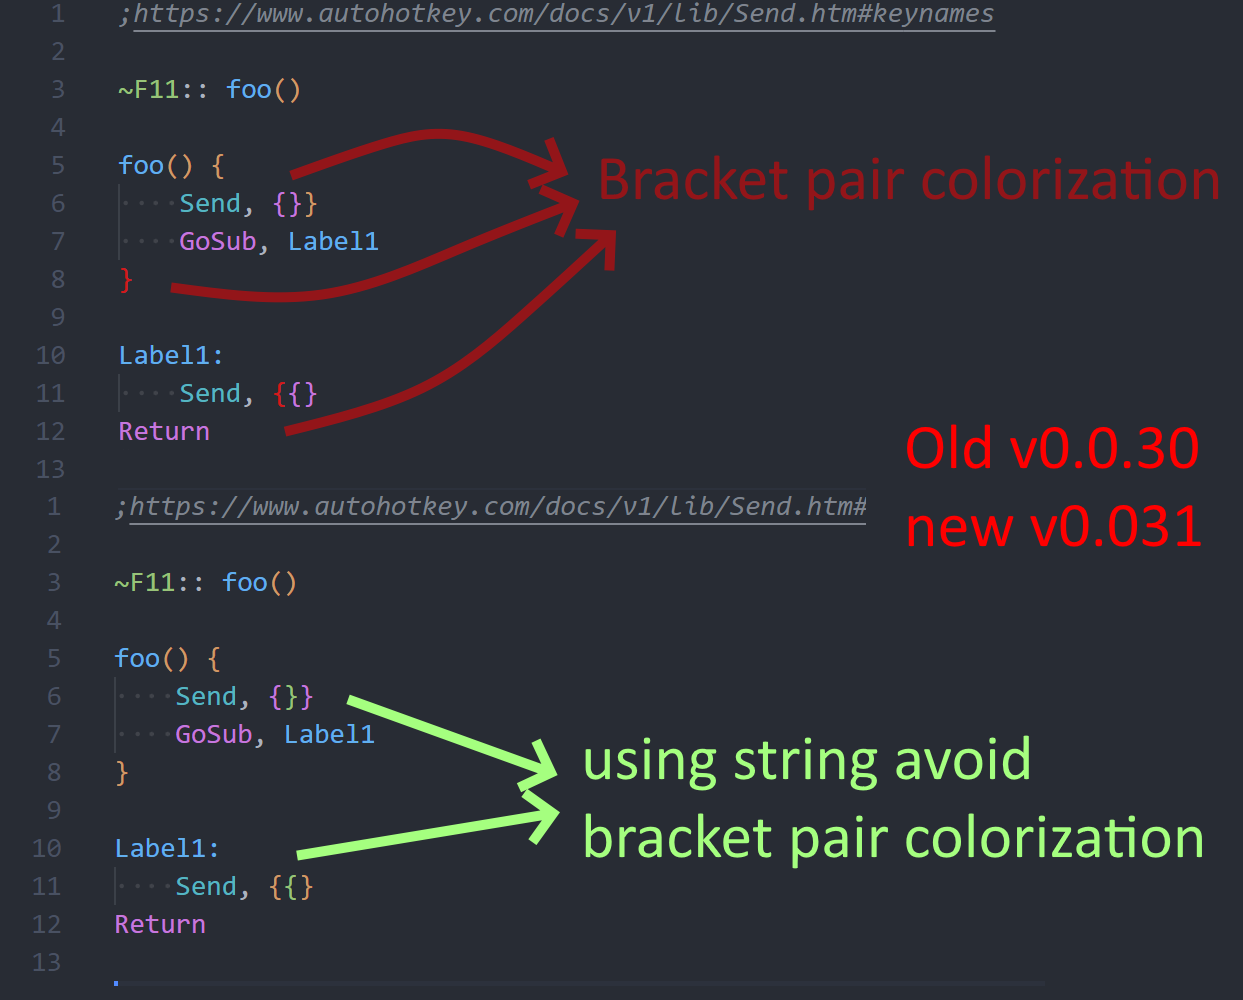 1 ;https://www.autohotkey.com/docs/v1/lib/Send.htm#keynames
2
3 ~F11:: foo()
4
5 foo() {
6 ····Send, {}}
7 ····GoSub, Label1
8 }
9
10 Label1:
11 ····Send, {{}
12 Return
13
Bracket pair colorization
Old v0.0.30
new v0.031
1 ;https://www.autohotkey.com/docs/v1/lib/Send.htm#
2
3 ~F11:: foo()
4
5 foo() {
6 ····Send, {}}
7 ····GoSub, Label1
8 }
9
10 Label1:
11 ····Send, {{}
12 Return
13
using string avoid
bracket pair colorization